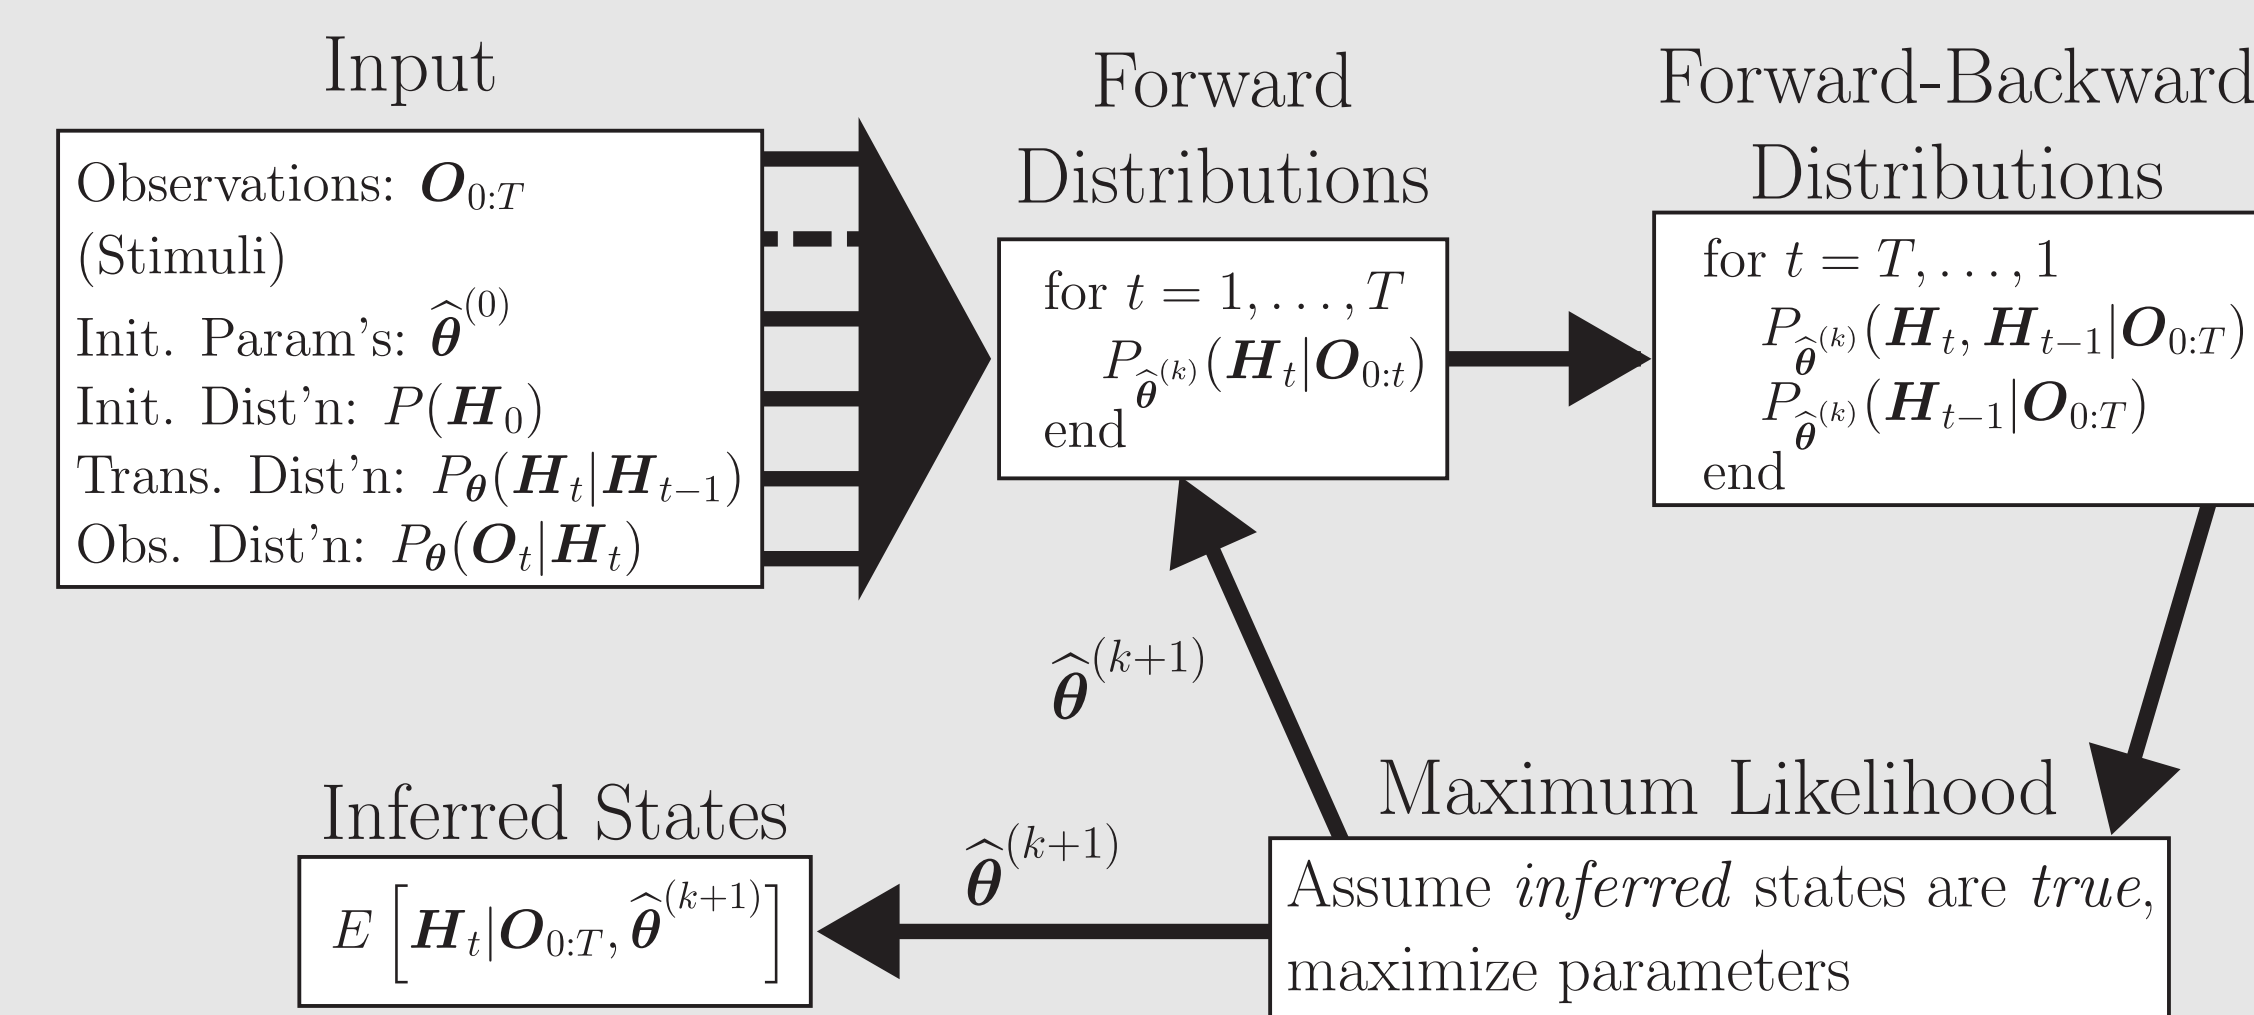 Input
Observations: O_{0:T}
(Stimuli)
Init. Param's: θ̂^{(0)}
Init. Dist'n: P(H_0)
Trans. Dist'n: P_θ(H_t|H_{t−1})
Obs. Dist'n: P_θ(O_t|H_t)
Forward
Distributions
for t = 1, . . . , T
P_{θ̂^{(k)}}(H_t|O_{0:t})
end
Forward-Backward
Distributions
for t = T, . . . , 1
P_{θ̂^{(k)}}(H_t, H_{t−1}|O_{0:T})
P_{θ̂^{(k)}}(H_{t−1}|O_{0:T})
end
θ̂^{(k+1)}
Maximum Likelihood
Assume inferred states are true,
maximize parameters
θ̂^{(k+1)}
Inferred States
E[H_t|O_{0:T}, θ̂^{(k+1)}]